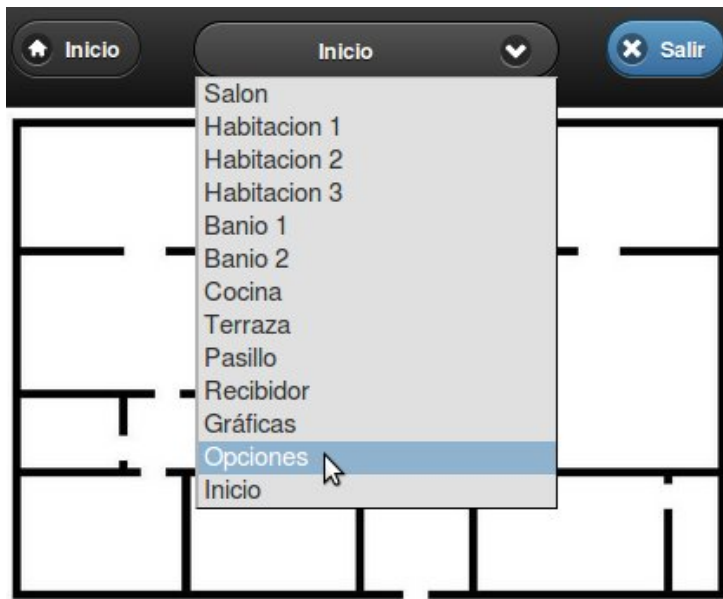 Inicio Inicio Salir
Salon
Habitacion 1
Habitacion 2
Habitacion 3
Banio 1
Banio 2
Cocina
Terraza
Pasillo
Recibidor
Gráficas
Opciones
Inicio